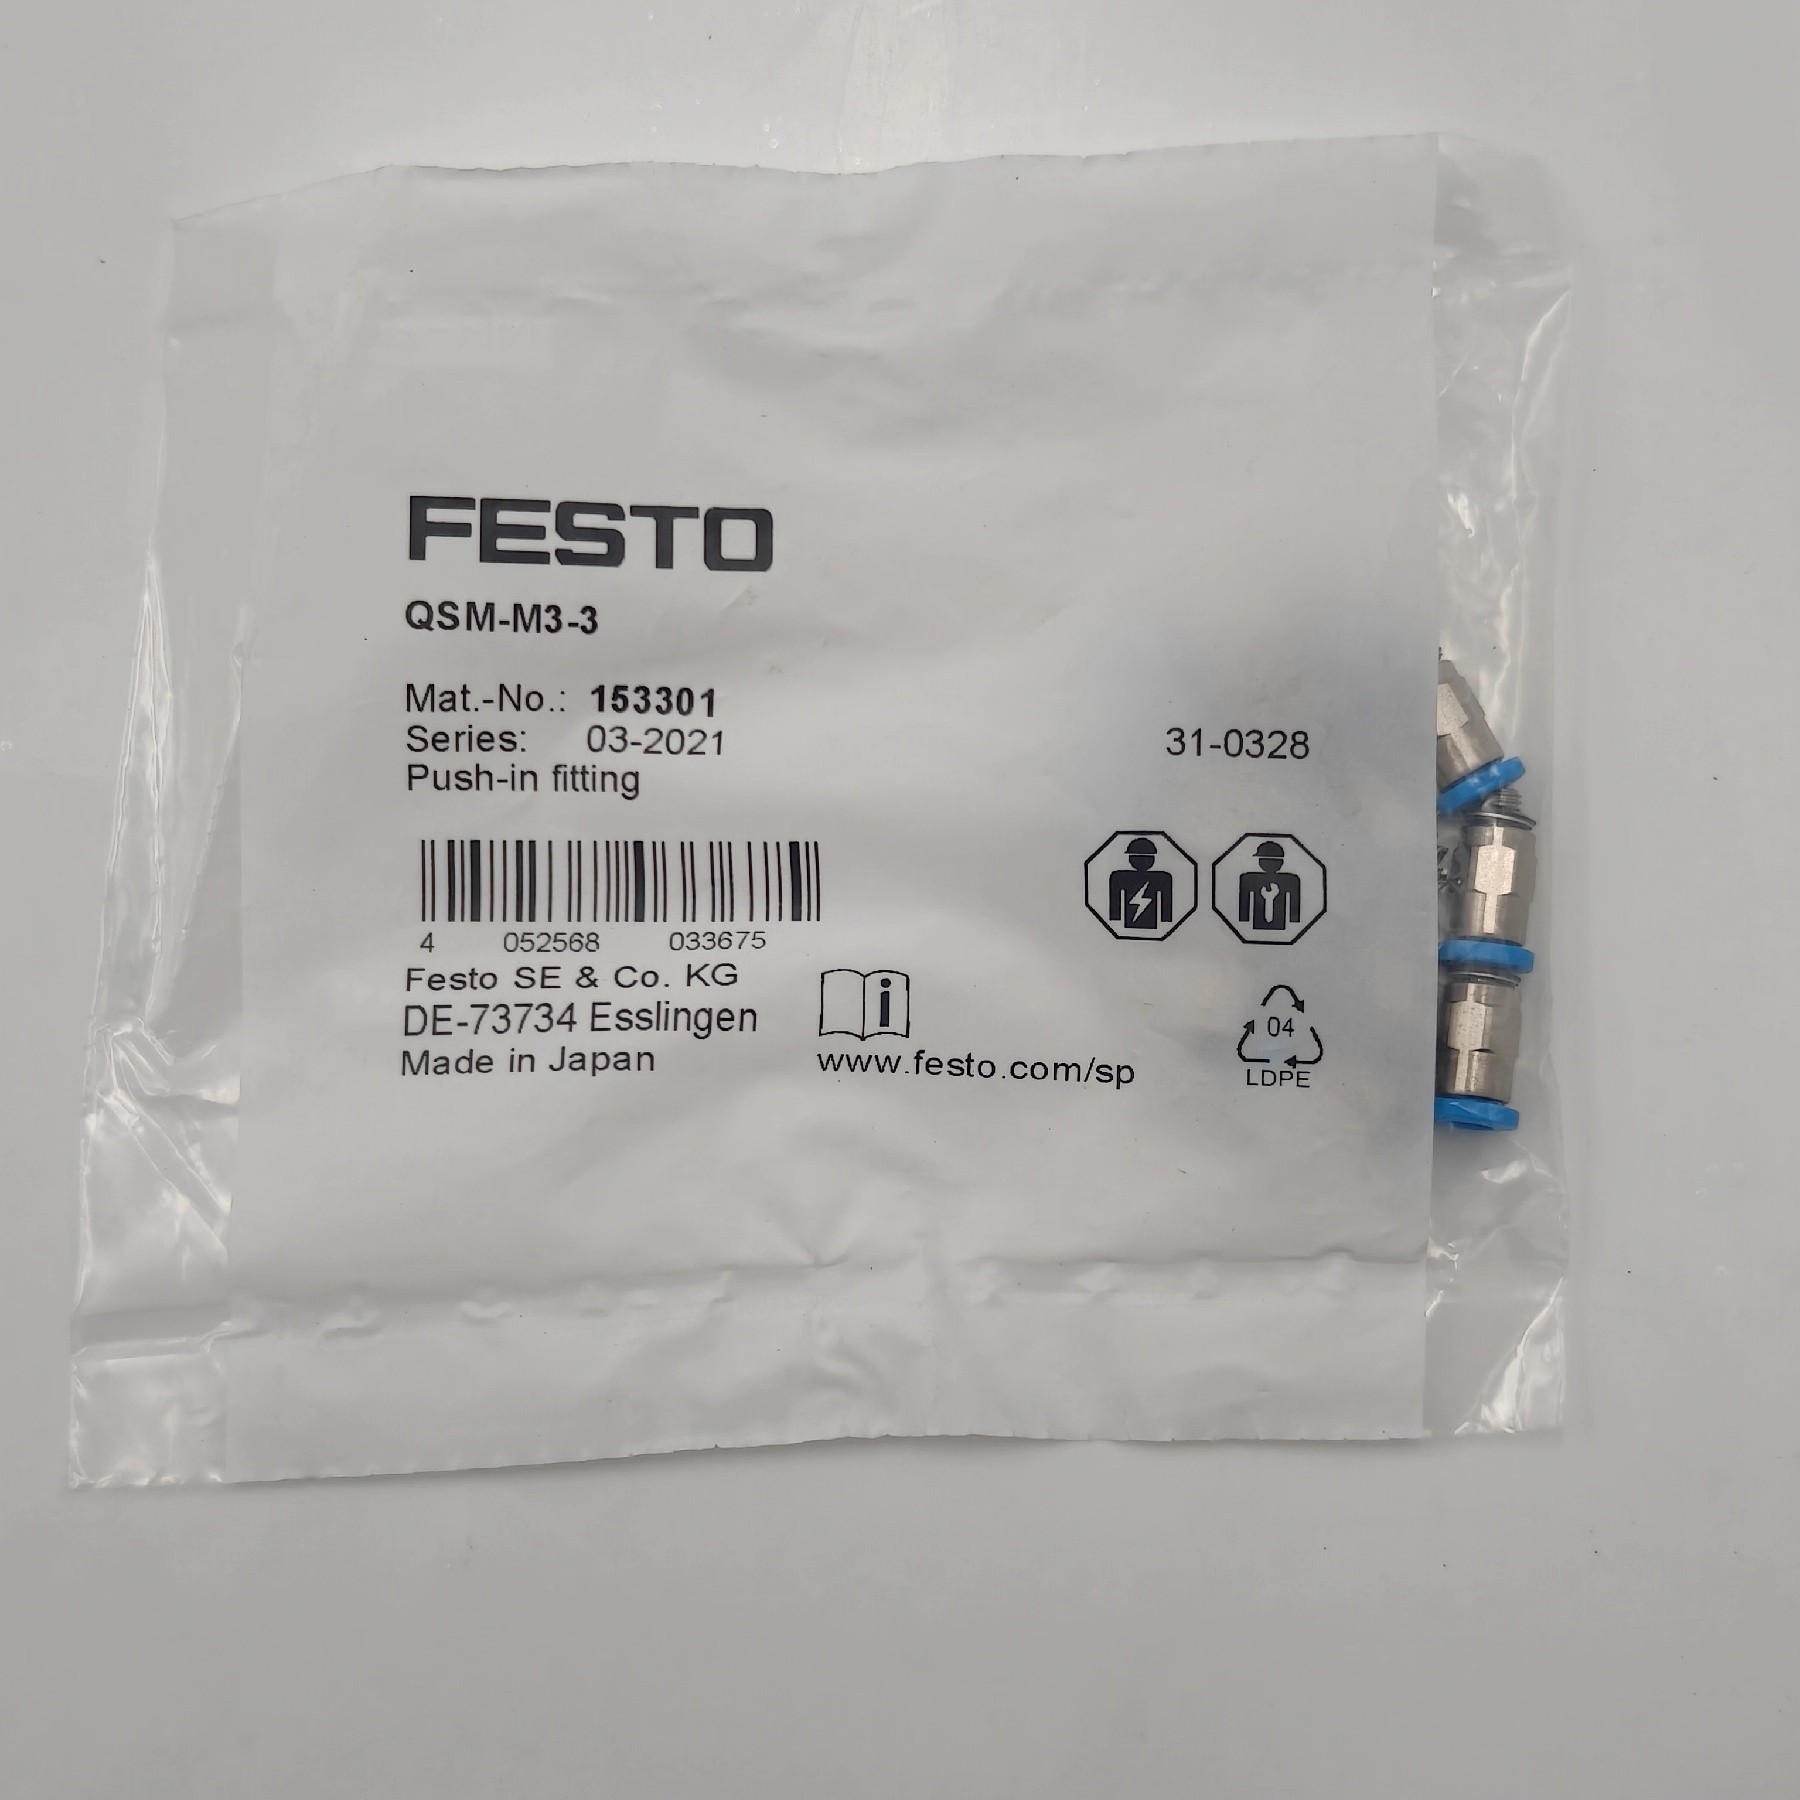 FESTO
QSM-M3-3
Mat.-No.: 153301
Series: 03-2021
31-0328
Push-in fitting
4 052568 033675
Festo SE & Co. KG
DE-73734 Esslingen
Made in Japan
i
www.festo.com/sp
04
LDPE